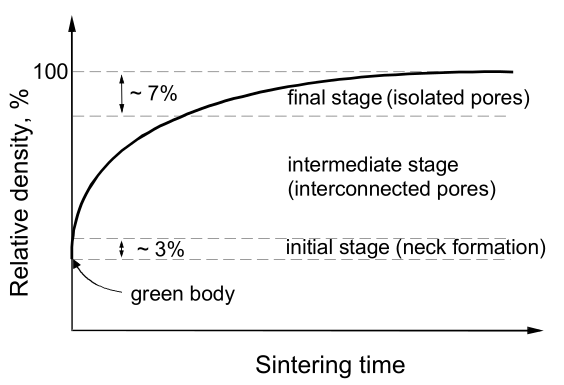 Relative density, %
100
~ 7%
final stage (isolated pores)
intermediate stage
(interconnected pores)
~ 3%
initial stage (neck formation)
green body
Sintering time